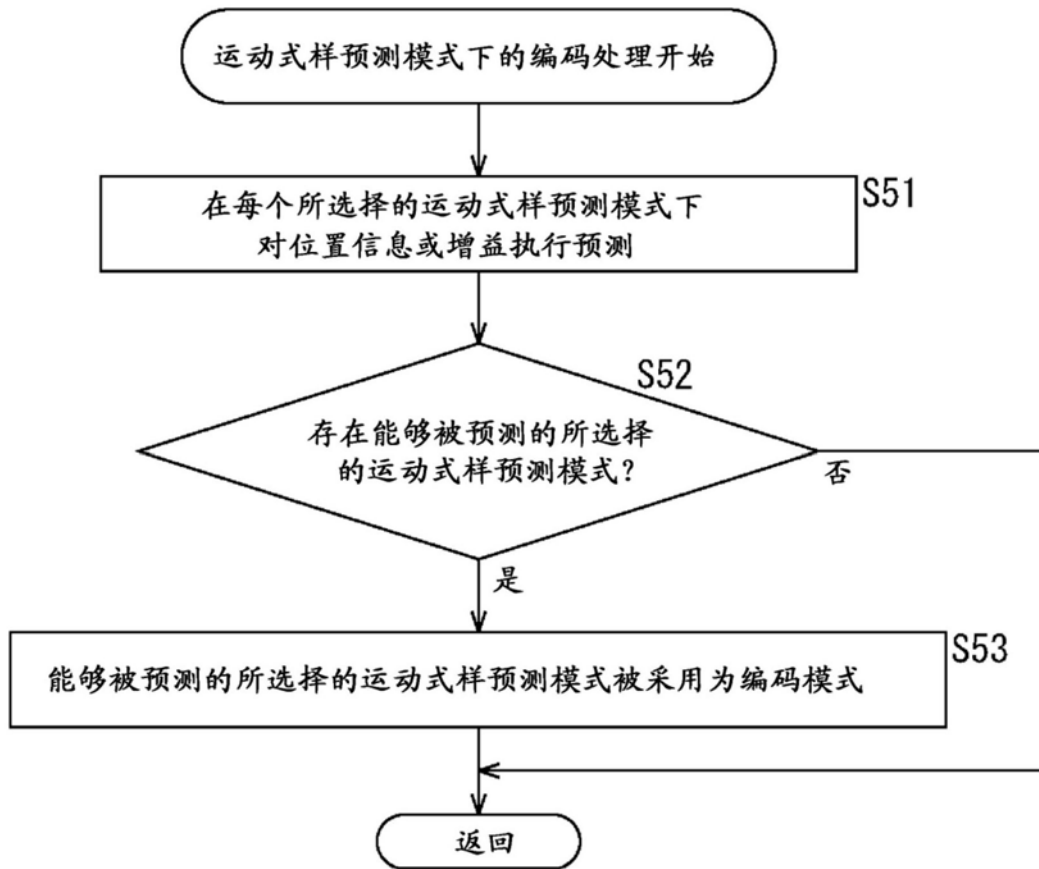 运动式样预测模式下的编码处理开始
在每个所选择的运动式样预测模式下
对位置信息或增益执行预测
S51
S52
存在能够被预测的所选择
的运动式样预测模式?
否
是
能够被预测的所选择的运动式样预测模式被采用为编码模式
S53
返回